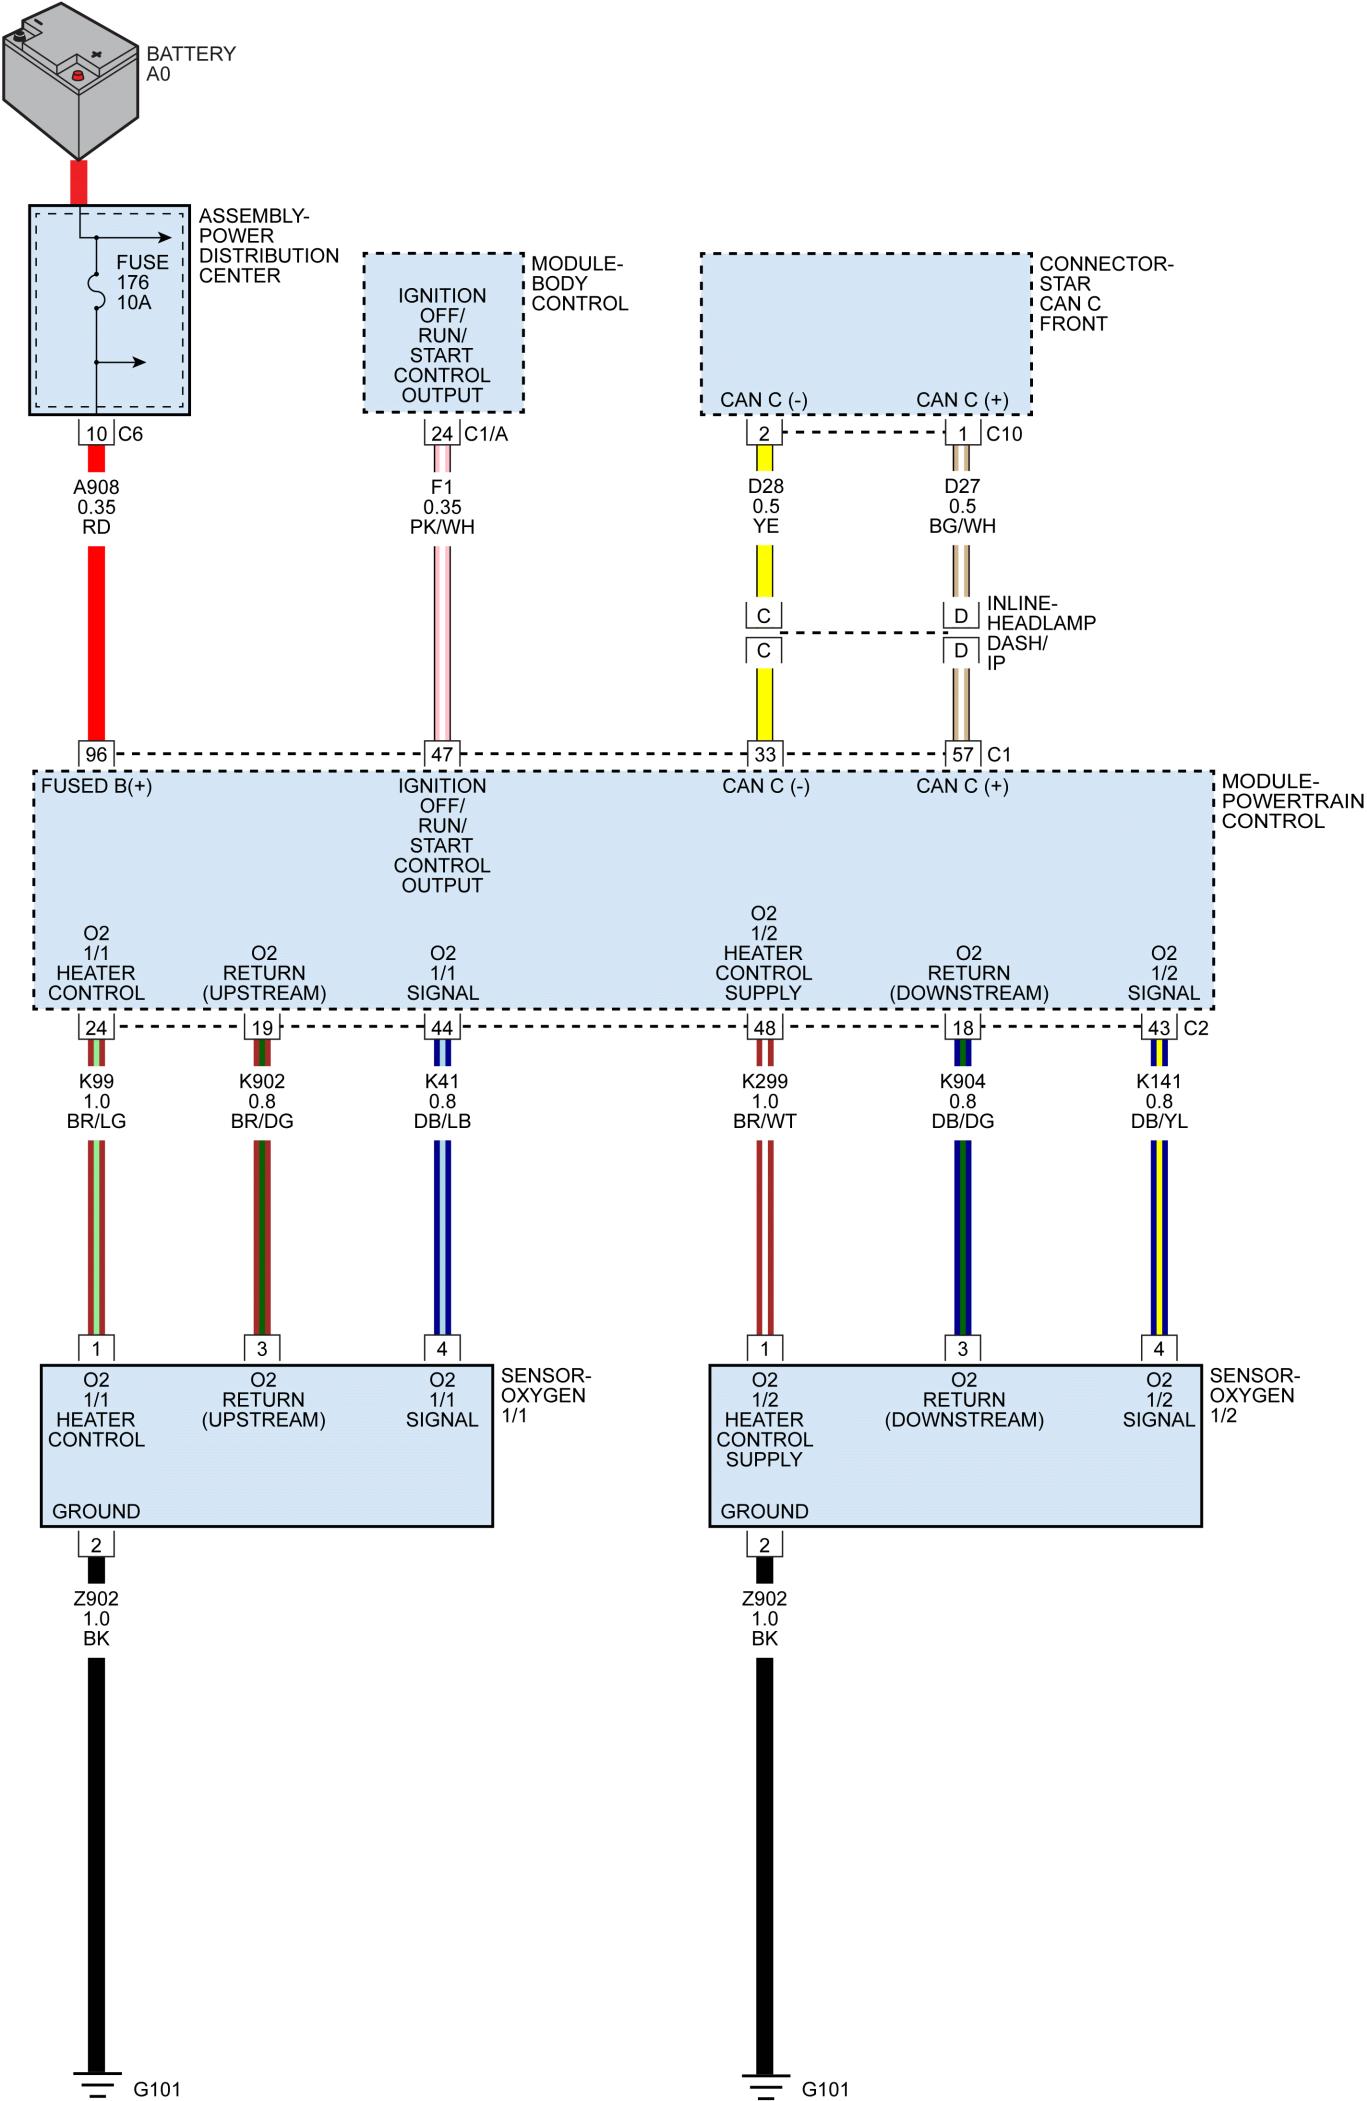 BATTERY
A0
ASSEMBLY-
POWER
DISTRIBUTION
CENTER
FUSE
176
10A
MODULE-
BODY
CONTROL
IGNITION
OFF/
RUN/
START
CONTROL
OUTPUT
CONNECTOR-
STAR
CAN C
FRONT
CAN C (-) CAN C (+)
10 C6 24 C1/A 2 1 C10
A908 F1 D28 D27
0.35 0.35 0.5 0.5
RD PK/WH YE BG/WH
C D
C D
INLINE-
HEADLAMP
DASH/
IP
96 47 33 57 C1
FUSED B(+) IGNITION CAN C (-) CAN C (+)
OFF/
RUN/
START
CONTROL
OUTPUT
MODULE-
POWERTRAIN
CONTROL
O2
1/1
HEATER
CONTROL
O2
RETURN
(UPSTREAM)
O2
1/1
SIGNAL
O2
1/2
HEATER
CONTROL
SUPPLY
O2
RETURN
(DOWNSTREAM)
O2
1/2
SIGNAL
24 19 44 48 18 43 C2
K99 K902 K41 K299 K904 K141
1.0 0.8 0.8 1.0 0.8 0.8
BR/LG BR/DG DB/LB BR/WT DB/DG DB/YL
1 3 4 1 3 4
O2
1/1
HEATER
CONTROL
O2
RETURN
(UPSTREAM)
O2
1/1
SIGNAL
GROUND
SENSOR-
OXYGEN
1/1
O2
1/2
HEATER
CONTROL
SUPPLY
O2
RETURN
(DOWNSTREAM)
O2
1/2
SIGNAL
GROUND
SENSOR-
OXYGEN
1/2
2 2
Z902 Z902
1.0 1.0
BK BK
G101 G101